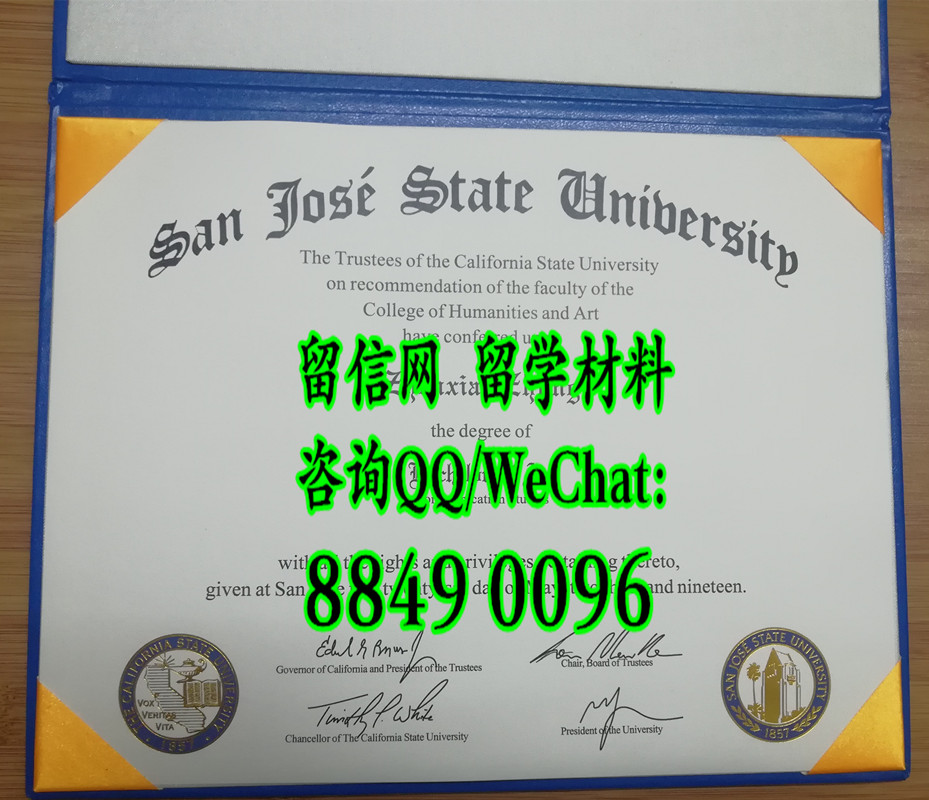 San José State University
The Trustees of the California State University
on recommendation of the faculty of the
College of Humanities and Art
have conferred
留信网 留学材料
the degree of
咨询QQ/WeChat:
8849 0096
given at San
and nineteen.
Governor of California and President of the Trustees
Chair, Board of Trustees
Chancellor of The California State University
President of the University
THE CALIFORNIA STATE UNIVERSITY
VOX
VERITAS
VITA
1857
SAN JOSÉ STATE UNIVERSITY
1857